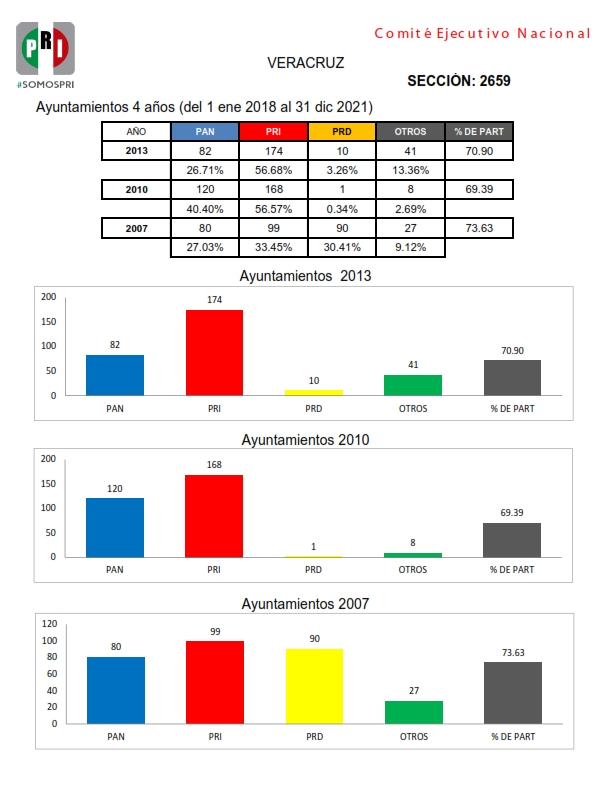 Comité Ejecutivo Nacional
PRI
#SOMOSPRI
VERACRUZ
SECCIÓN: 2659
Ayuntamientos 4 años (del 1 ene 2018 al 31 dic 2021)
AÑO PAN PRI PRD OTROS % DE PART
2013 82 174 10 41 70.90
26.71% 56.68% 3.26% 13.36%
2010 120 168 1 8 69.39
40.40% 56.57% 0.34% 2.69%
2007 80 99 90 27 73.63
27.03% 33.45% 30.41% 9.12%
Ayuntamientos 2013
200
150
100
50
0
82 174 10 41 70.90
PAN PRI PRD OTROS % DE PART
Ayuntamientos 2010
200
150
100
50
0
120 168 1 8 69.39
PAN PRI PRD OTROS % DE PART
Ayuntamientos 2007
120
100
80
60
40
20
0
80 99 90 27 73.63
PAN PRI PRD OTROS % DE PART